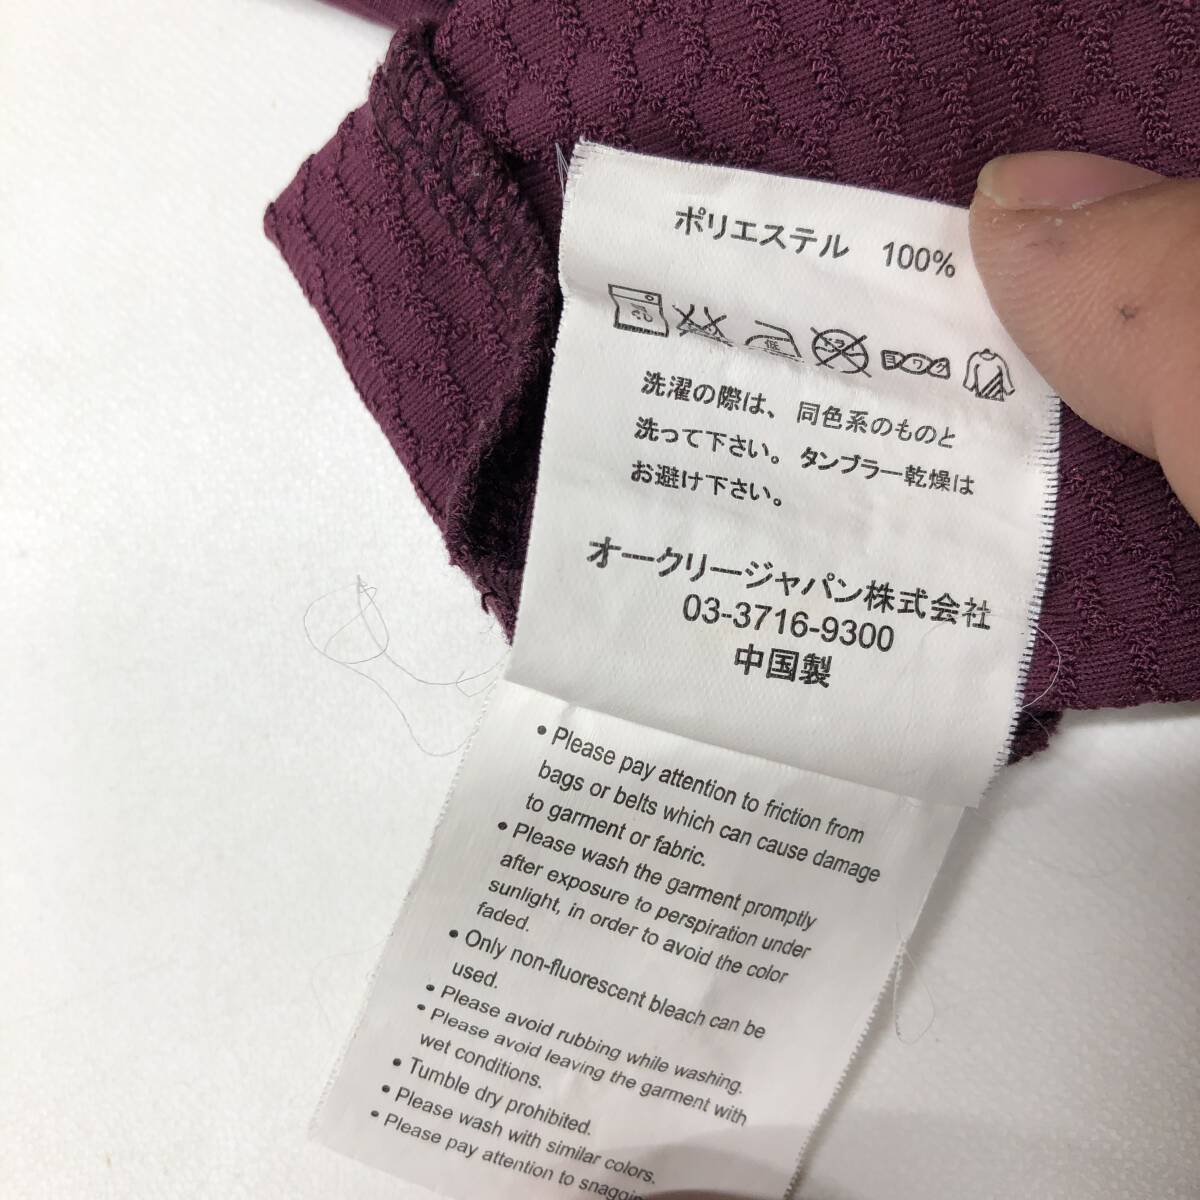 ポリエステル 100%
低
洗濯の際は、同色系のものと
洗って下さい。タンブラー乾燥は
お避け下さい。
オークリージャパン株式会社
03-3716-9300
中国製
• Please pay attention to friction from
bags or belts which can cause damage
to garment or fabric.
• Please wash the garment promptly
after exposure to perspiration under
sunlight, in order to avoid the color
faded.
• Only non-fluorescent bleach can be
used.
• Please avoid rubbing while washing.
• Please avoid leaving the garment with
wet conditions.
• Tumble dry prohibited.
• Please wash with similar colors.
• Please pay attention to